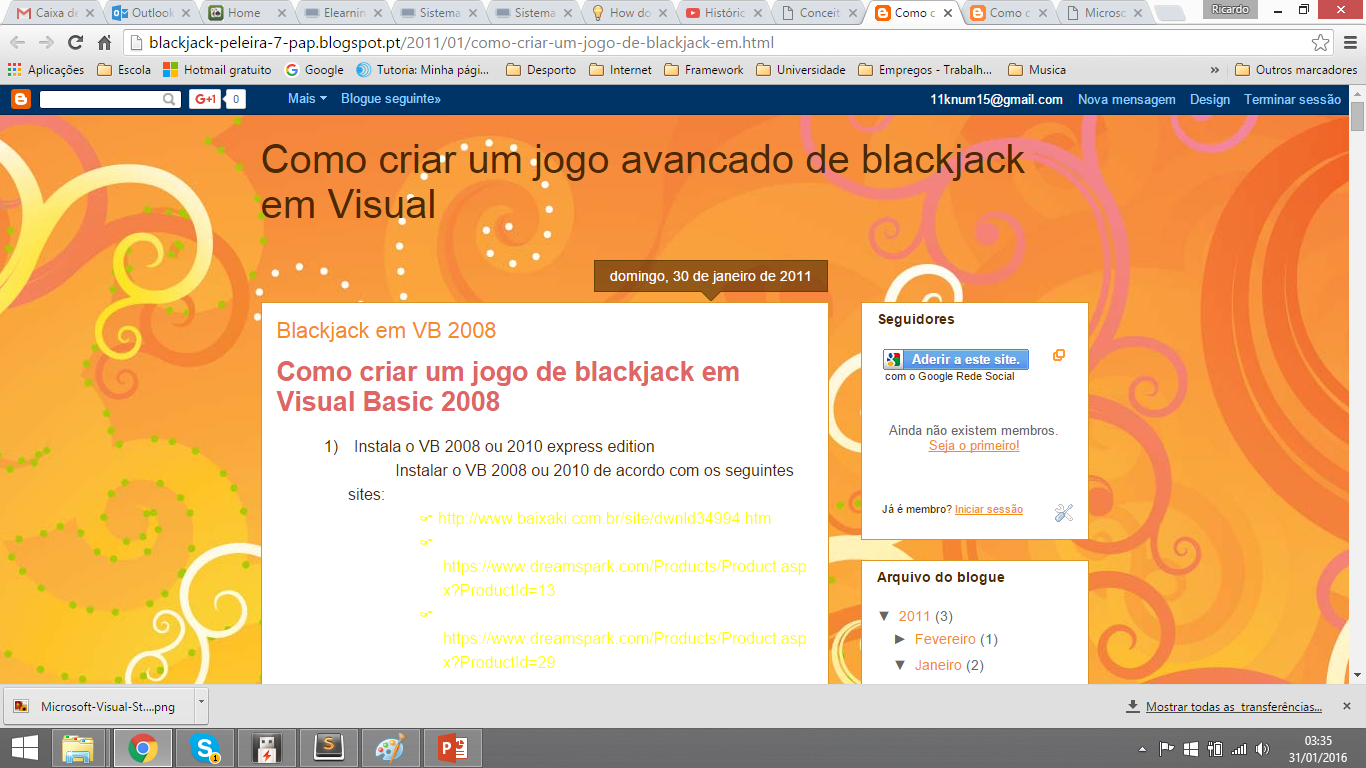 Caixa de
Outlook
Home
Elearnin
Sistema
Sistema
How do
Históric
Conceit
Como c
Como c
Microsc
Ricardo
blackjack-peleira-7-pap.blogspot.pt/2011/01/como-criar-um-jogo-de-blackjack-em.html
Aplicações
Escola
Hotmail gratuito
Google
Tutoria: Minha pági...
Desporto
Internet
Framework
Universidade
Empregos - Trabalh...
Musica
»
Outros marcadores
G+1
0
Mais
Blogue seguinte»
11knum15@gmail.com
Nova mensagem
Design
Terminar sessão
Como criar um jogo avancado de blackjack
em Visual
domingo, 30 de janeiro de 2011
Blackjack em VB 2008
Como criar um jogo de blackjack em
Visual Basic 2008
1) Instala o VB 2008 ou 2010 express edition
Instalar o VB 2008 ou 2010 de acordo com os seguintes
sites:
http://www.baixaki.com.br/site/dwnld34994.htm
https://www.dreamspark.com/Products/Product.asp
x?ProductId=13
https://www.dreamspark.com/Products/Product.asp
x?ProductId=29
Seguidores
Aderir a este site.
com o Google Rede Social
Ainda não existem membros.
Seja o primeiro!
Já é membro? Iniciar sessão
Arquivo do blogue
▼ 2011 (3)
► Fevereiro (1)
▼ Janeiro (2)
Microsoft-Visual-St....png
Mostrar todas as transferências...
1
03:35
31/01/2016